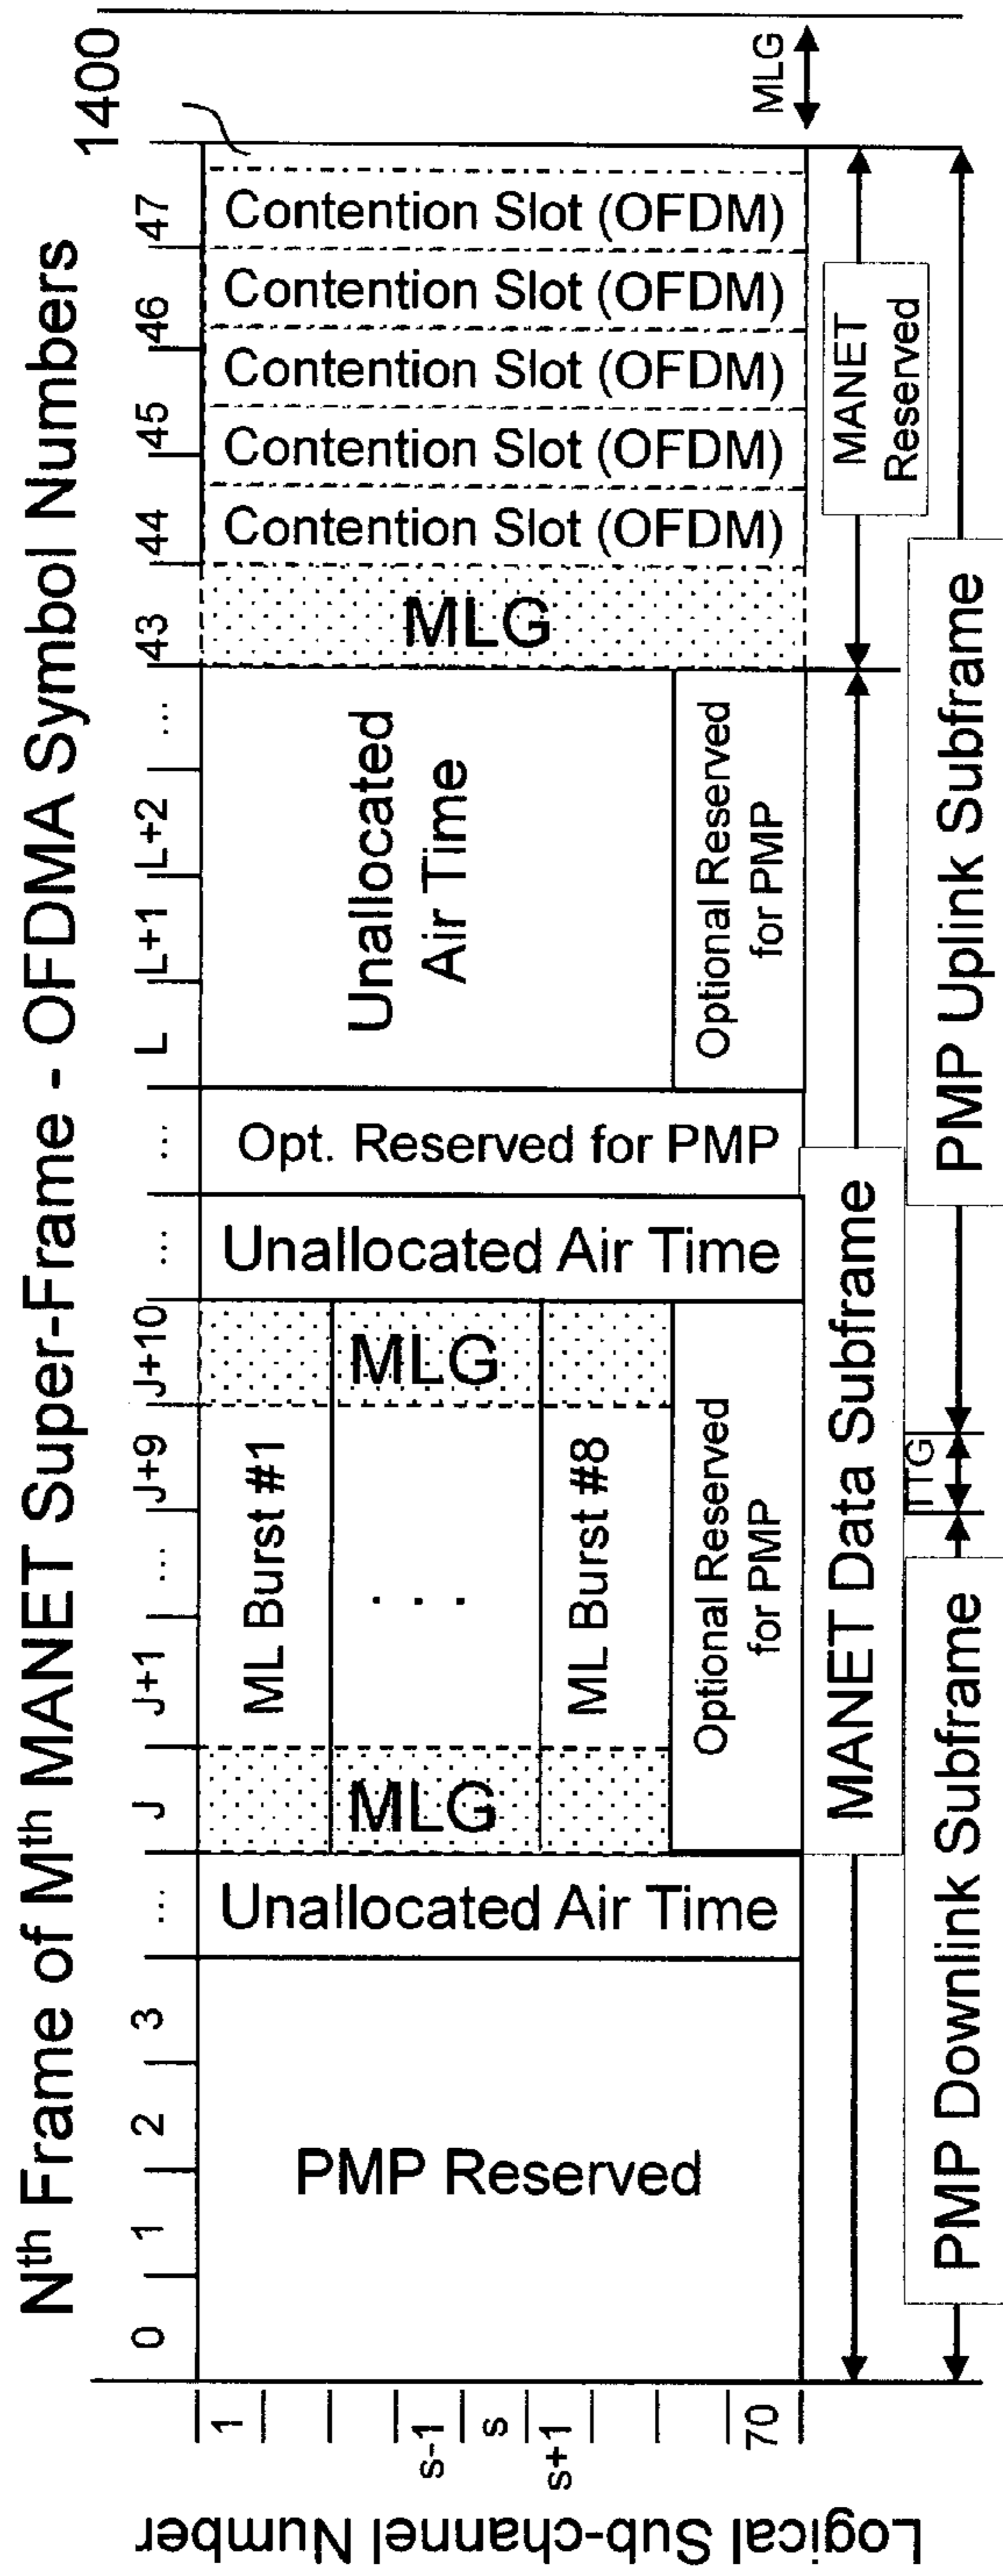 Nth Frame of Mth MANET Super-Frame - OFDMA Symbol Numbers
1400
0 1 2 3 ... J J+1 ... J+9 J+10 ... ... L L+1 L+2 ... 43 44 45 46 47
Logical Sub-channel Number
1
s-1
s
s+1
70
PMP Reserved
Unallocated Air Time
MLG
ML Burst #1
. . .
ML Burst #8
MLG
Optional Reserved
for PMP
Unallocated Air Time
Opt. Reserved for PMP
Unallocated
Air Time
Optional Reserved
for PMP
MLG
Contention Slot (OFDM)
Contention Slot (OFDM)
Contention Slot (OFDM)
Contention Slot (OFDM)
Contention Slot (OFDM)
MLG
MANET Data Subframe
MANET
Reserved
PMP Downlink Subframe
TTG
PMP Uplink Subframe